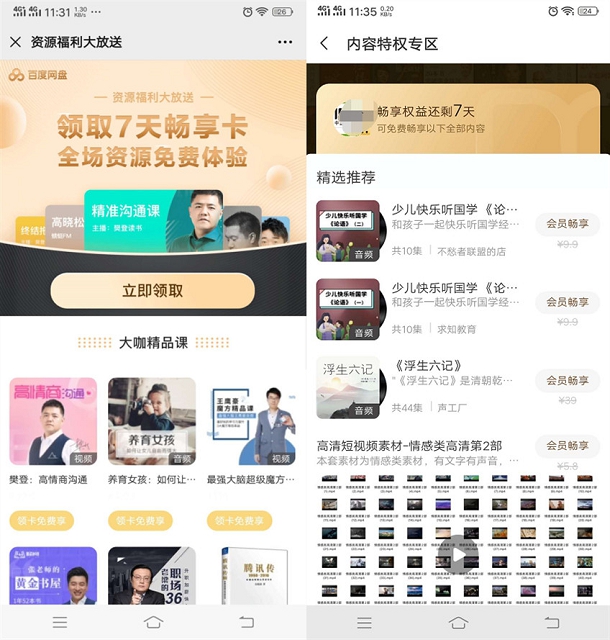 11:31
1.30
K/s
26
资源福利大放送
百度网盘
资源福利大放送
领取7天畅享卡
全场资源免费体验
终结拖
高晓松
精准沟通课
主播：樊登读书
立即领取
大咖精品课
高情商沟通
视频
养育女孩
音频
王鹰豪
魔方精品课
视频
樊登：高情商沟通
养育女孩：如何让…
最强大脑超级魔方…
领卡免费享
领卡免费享
领卡免费享
张老师的
黄金书屋
1年52本书
职场
36
腾讯传
11:35
0.20
K/s
24
内容特权专区
畅享权益还剩7天
可免费畅享以下全部内容
精选推荐
少儿快乐听国学
《论语》（二）
音频
少儿快乐听国学 《论…
和孩子一起快乐听国学经…
共10集
不愁者联盟的店
会员畅享
¥9.9
少儿快乐听国学
《论语》（一）
音频
少儿快乐听国学 《论…
和孩子一起快乐听国学经…
共10集
求知教育
会员畅享
¥9.9
浮生六记
音频
《浮生六记》
“《浮生六记》是清朝乾…
共44集
声工厂
会员畅享
¥39
高清短视频素材-情感类高清第2部
本套素材为情感类素材，有文字有声音，…
会员畅享
¥5.8